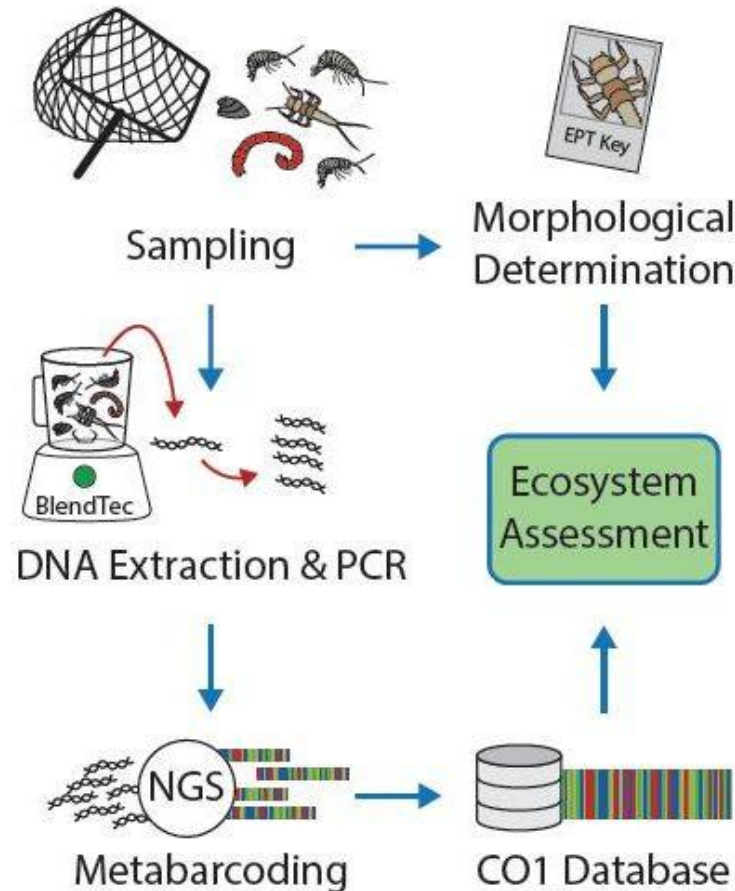 EPT Key
Sampling
Morphological
Determination
BlendTec
DNA Extraction & PCR
Ecosystem
Assessment
NGS
Metabarcoding
CO1 Database